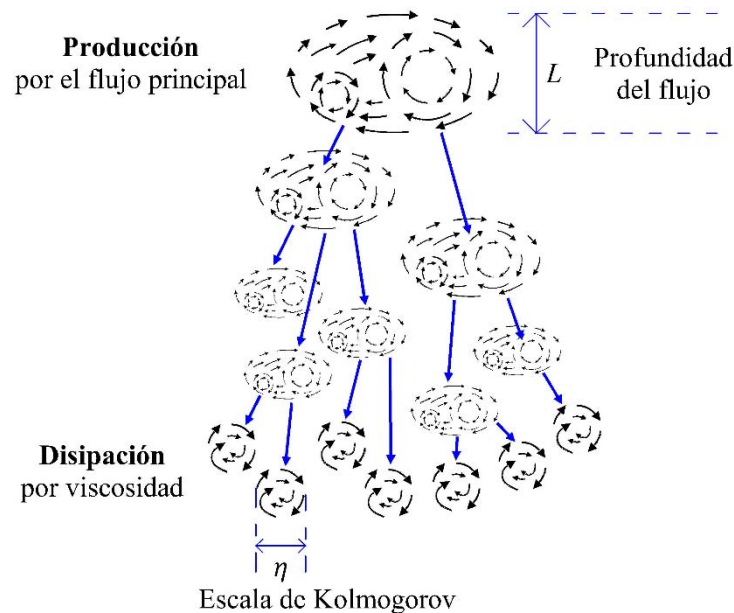 Producción
por el flujo principal
L
Profundidad
del flujo
Disipación
por viscosidad
η
Escala de Kolmogorov